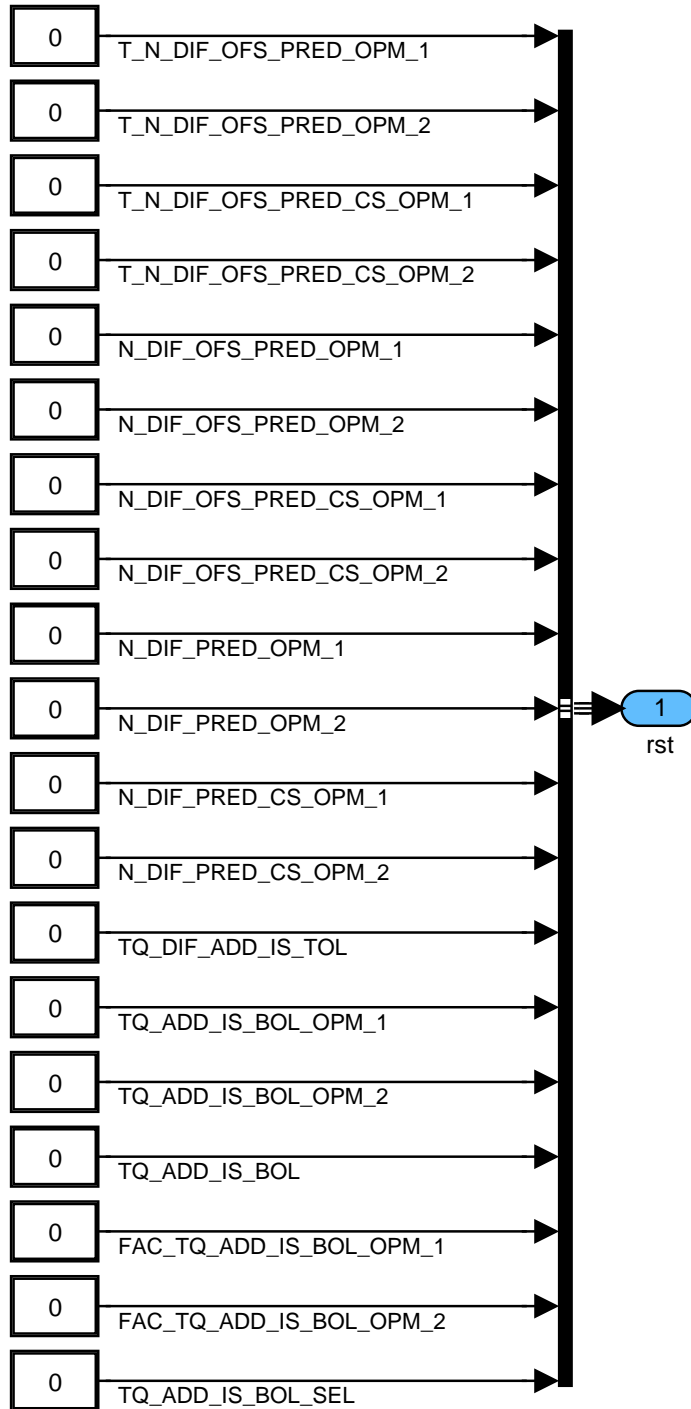 0
T_N_DIF_OFS_PRED_OPM_1
0
T_N_DIF_OFS_PRED_OPM_2
0
T_N_DIF_OFS_PRED_CS_OPM_1
0
T_N_DIF_OFS_PRED_CS_OPM_2
0
N_DIF_OFS_PRED_OPM_1
0
N_DIF_OFS_PRED_OPM_2
0
N_DIF_OFS_PRED_CS_OPM_1
0
N_DIF_OFS_PRED_CS_OPM_2
0
N_DIF_PRED_OPM_1
0
N_DIF_PRED_OPM_2
1
rst
0
N_DIF_PRED_CS_OPM_1
0
N_DIF_PRED_CS_OPM_2
0
TQ_DIF_ADD_IS_TOL
0
TQ_ADD_IS_BOL_OPM_1
0
TQ_ADD_IS_BOL_OPM_2
0
TQ_ADD_IS_BOL
0
FAC_TQ_ADD_IS_BOL_OPM_1
0
FAC_TQ_ADD_IS_BOL_OPM_2
0
TQ_ADD_IS_BOL_SEL